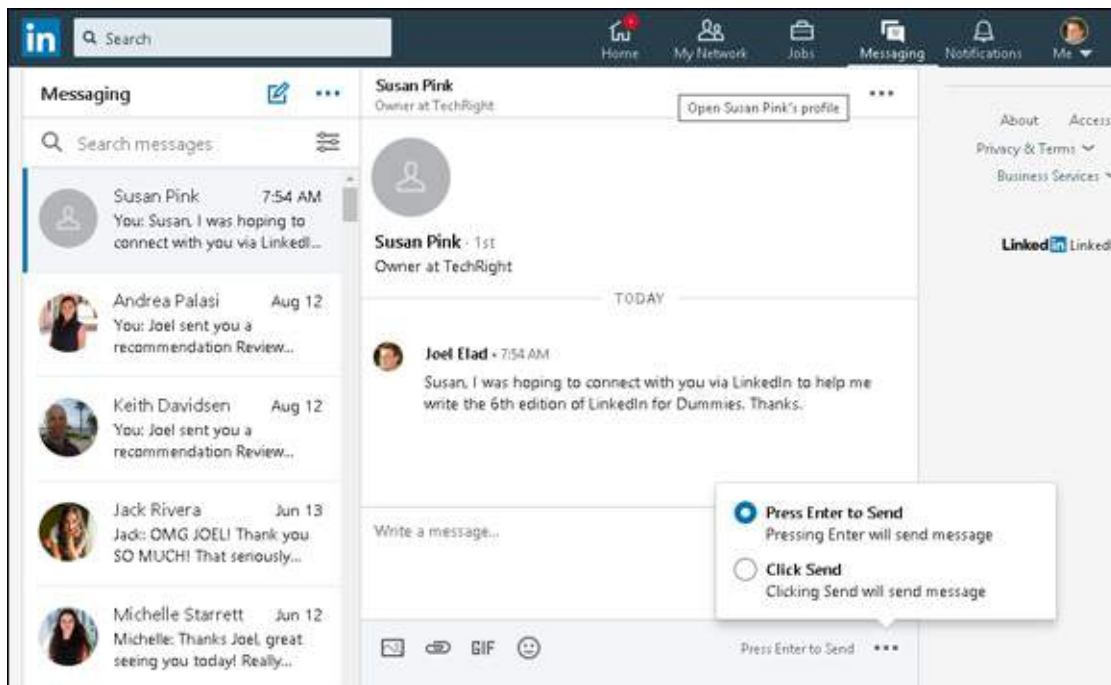 in
Search
Home
My Network
Jobs
Messaging
Notifications
Me
Messaging
Search messages
Susan Pink 7:54 AM
You: Susan, I was hoping to
connect with you via LinkedI...
Andrea Palasi Aug 12
You: Joel sent you a
recommendation Review...
Keith Davidsen Aug 12
You: Joel sent you a
recommendation Review...
Jack Rivera Jun 13
Jack: OMG JOEL! Thank you
SO MUCH! That seriously...
Michelle Starrett Jun 12
Michelle: Thanks Joel, great
seeing you today! Really...
Susan Pink
Owner at TechRight
Open Susan Pink's profile
Susan Pink · 1st
Owner at TechRight
TODAY
Joel Elad • 7:54 AM
Susan, I was hoping to connect with you via LinkedIn to help me
write the 6th edition of LinkedIn for Dummies. Thanks.
Write a message...
Press Enter to Send
Pressing Enter will send message
Click Send
Clicking Send will send message
GIF
Press Enter to Send
About Access
Privacy & Terms
Business Services
Linked in LinkedI